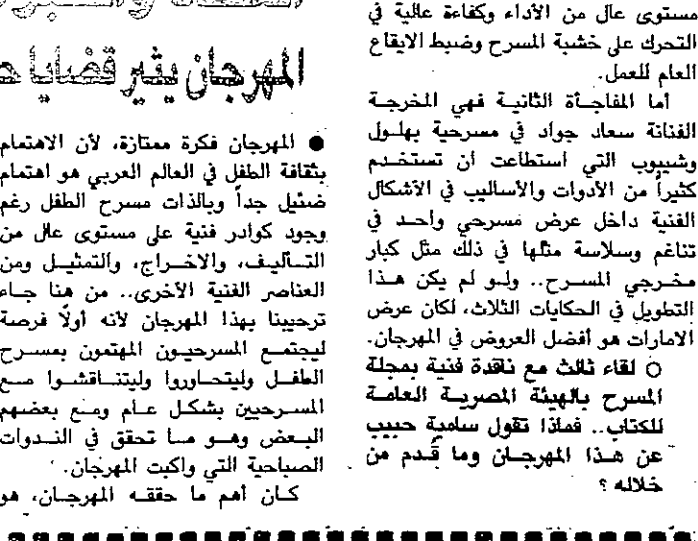 مستوى عال من الأداء وكفاءة عالية في
التحرك على خشبة المسرح وضبط الايقاع
العام للعمل.
أما المفاجأة الثانية فهي المخرجة
الفنانة سعاد جواد في مسرحية بهلول
وشيبوب التي استطاعت ان تستخدم
كثيراً من الأدوات والأساليب في الأشكال
الفنية داخل عرض مسرحي واحد في
تناغم وسلاسة مثلها في ذلك مثل كبار
مخرجي المسرح.. ولو لم يكن هذا
التطويل في الحكايات الثلاث، لكان عرض
الامارات هو أفضل العروض في المهرجان.
○ لقاء ثالث مع ناقدة فنية بمجلة
المسرح بالهيئة المصرية العامة
للكتاب.. فماذا تقول سامية حبيب
عن هذا المهرجان وما قُدم من
خلاله ؟
المهرجان يثير قضايا
● المهرجان فكرة ممتازة، لأن الاهتمام
بثقافة الطفل في العالم العربي هو اهتمام
ضئيل جداً وبالذات مسرح الطفل رغم
وجود كوادر فنية على مستوى عال من
التأليف، والاخراج، والتمثيل ومن
العناصر الفنية الأخرى.. من هنا جاء
ترحيبنا بهذا المهرجان لأنه أولًا فرصة
ليجتمع المسرحيون المهتمون بمسرح
الطفل وليتحاوروا وليتناقشوا مع
المسرحيين بشكل عام ومع بعضهم
البعض وهو ما تحقق في الندوات
الصباحية التي واكبت المهرجان.
كان أهم ما حققه المهرجان، هو